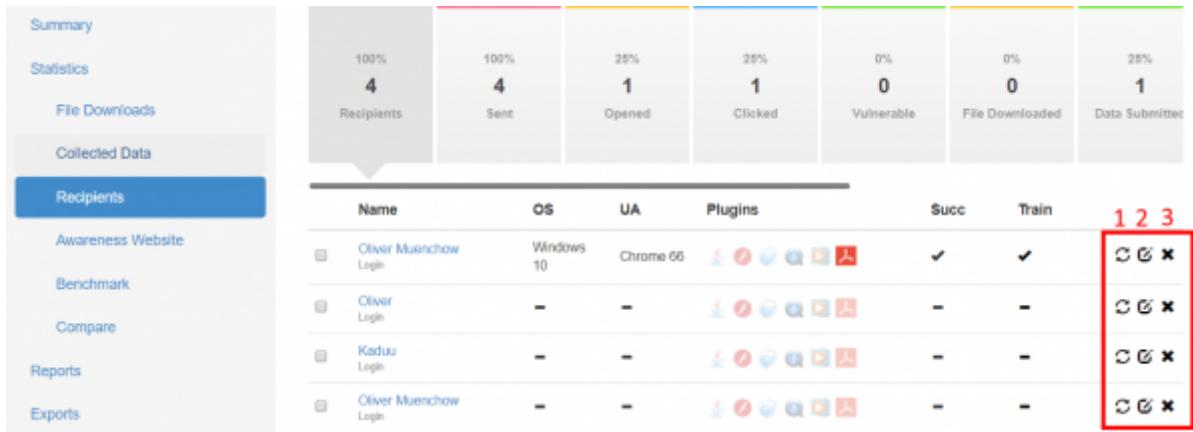 Summary
Statistics
File Downloads
Collected Data
Recipients
Awareness Website
Benchmark
Compare
Reports
Exports
100% 100% 25% 25% 0% 0% 25%
4 4 1 1 0 0 1
Recipients Sent Opened Clicked Vulnerable File Downloaded Data Submitted
Name OS UA Plugins Succ Train
1 2 3
Oliver Muenchow Windows 10 Chrome 66
Login
Oliver
Login
Kaduu
Login
Oliver Muenchow
Login